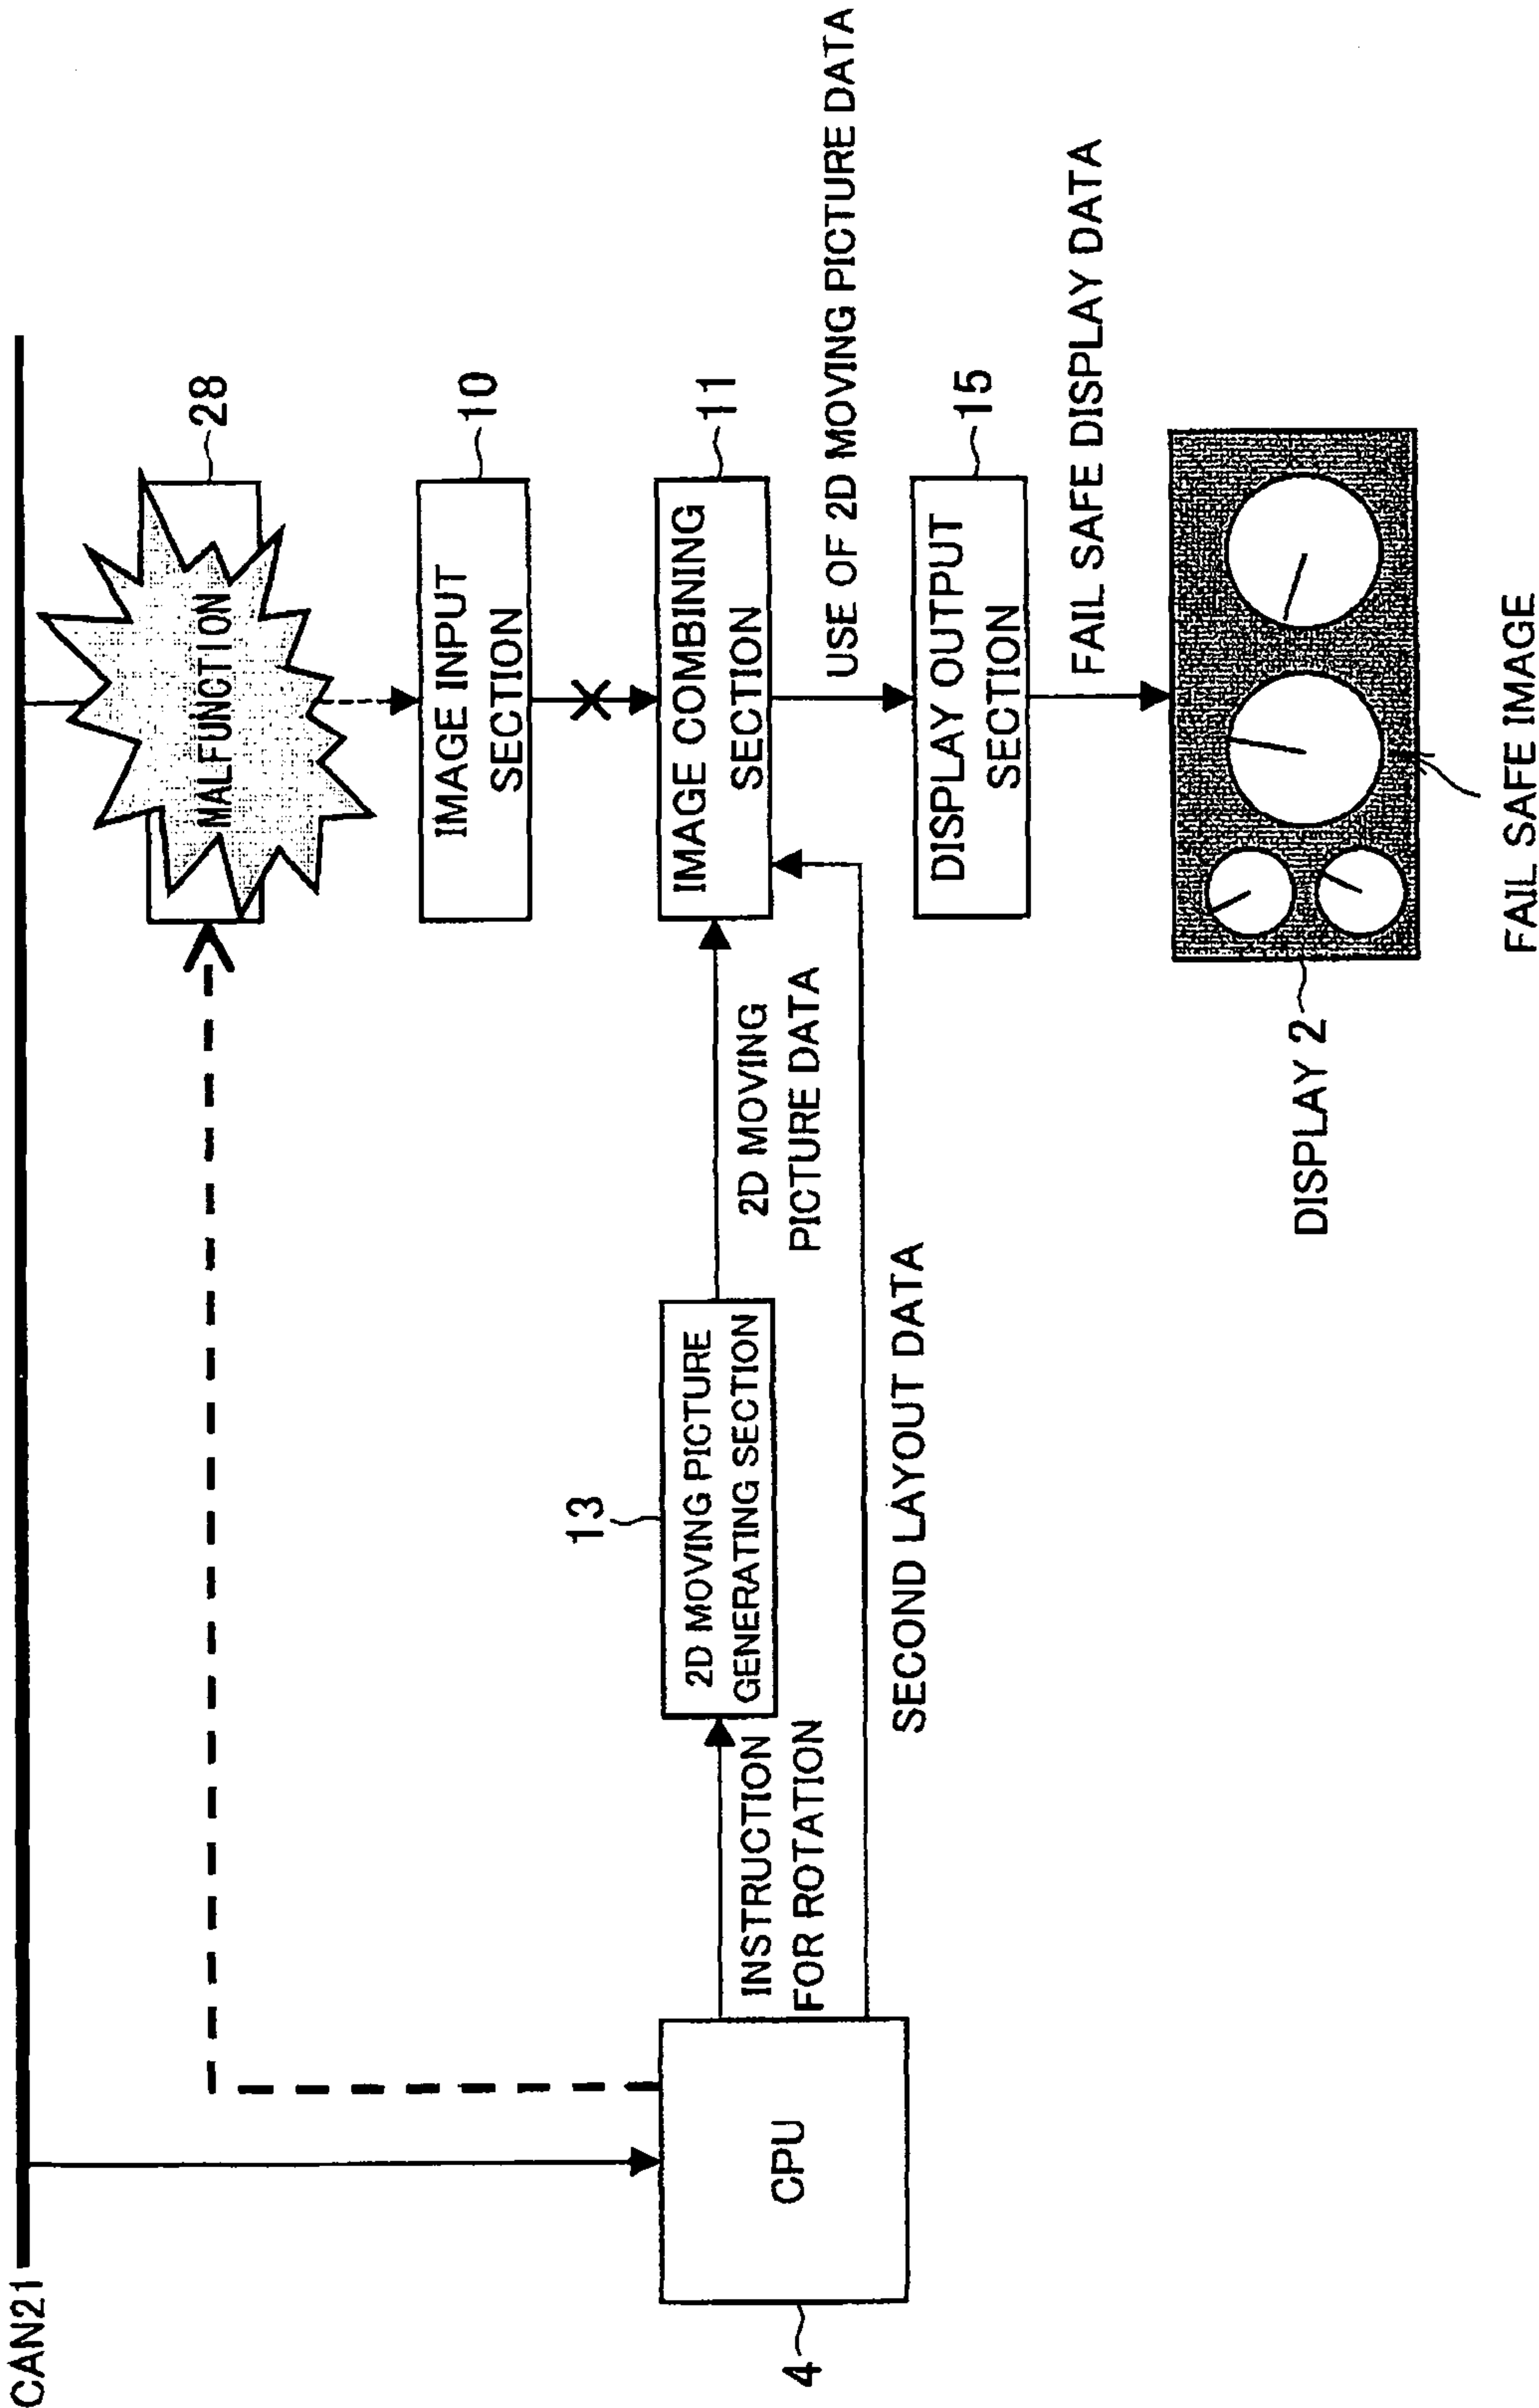 CAN21
28
MALFUNCTION
10
IMAGE INPUT
SECTION
11
IMAGE COMBINING
SECTION
USE OF 2D MOVING PICTURE DATA
15
DISPLAY OUTPUT
SECTION
FAIL SAFE DISPLAY DATA
13
2D MOVING PICTURE
GENERATING SECTION
2D MOVING
PICTURE DATA
INSTRUCTION
FOR ROTATION
SECOND LAYOUT DATA
CPU
4
DISPLAY 2
FAIL SAFE IMAGE